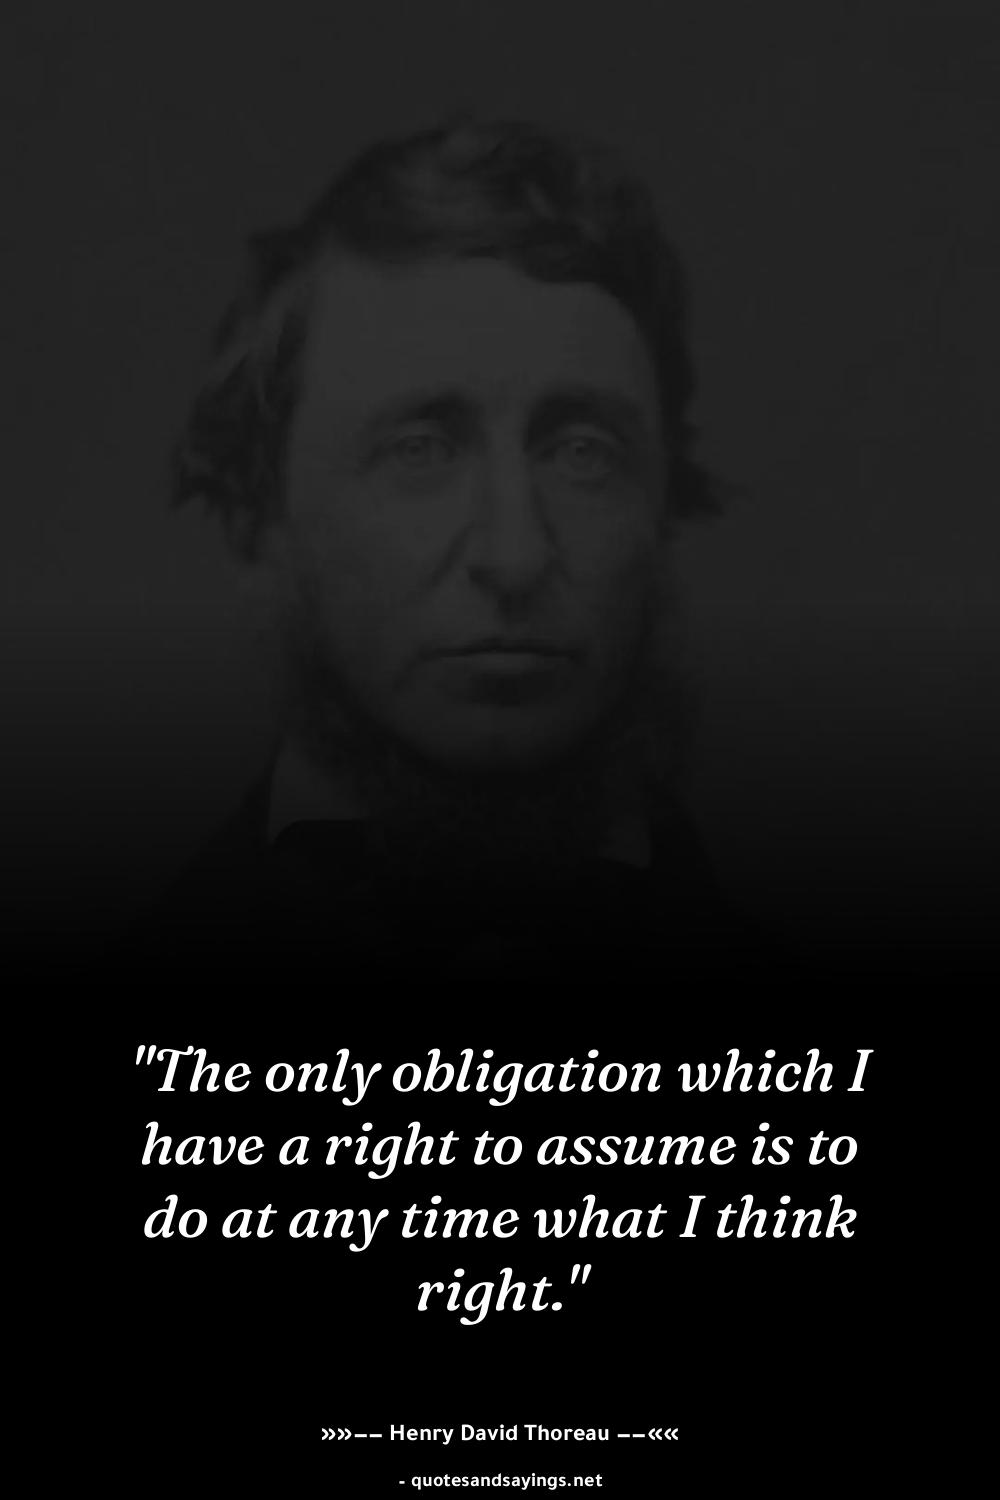 "The only obligation which I
have a right to assume is to
do at any time what I think
right."
»»–– Henry David Thoreau ––««
- quotesandsayings.net